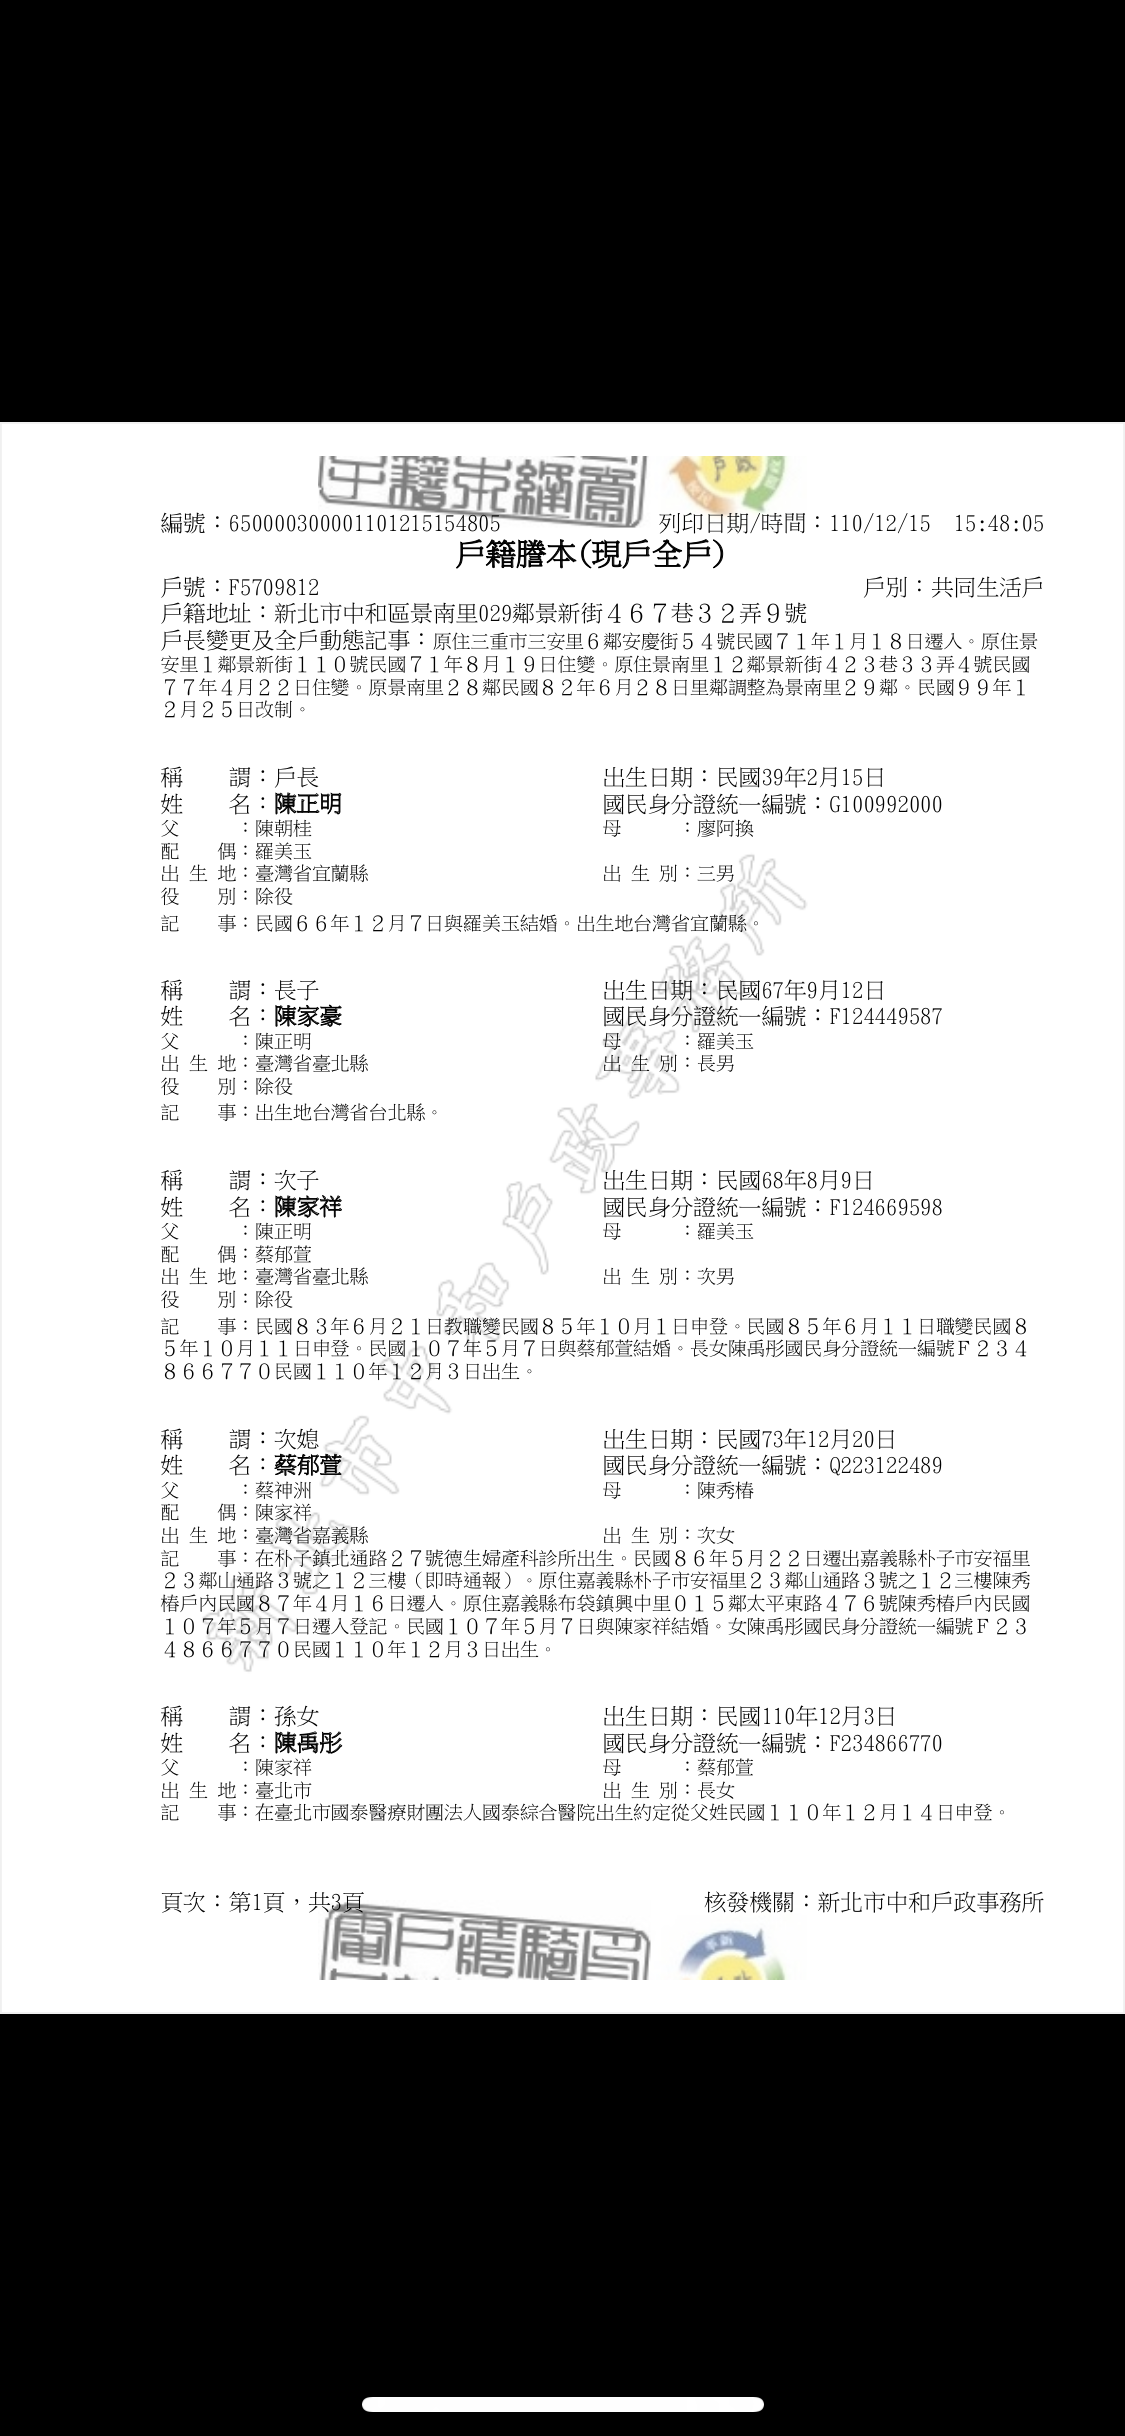 編號：65000030000110121515​4805 列印日期/時間：110/12/15 15:48:05
戶籍謄本(現戶全戶)
戶號：F5709812 戶別：共同生活戶
戶籍地址：新北市中和區景南里029鄰景新街４６７巷３２弄９號
戶長變更及全戶動態記事：原住三重市三安里６鄰安慶街５４號民國７１年１月１８日遷入。原住景
安里１鄰景新街１１０號民國７１年８月１９日住變。原住景南里１２鄰景新街４２３巷３３弄４號民國
７７年４月２２日住變。原景南里２８鄰民國８２年６月２８日里鄰調整為景南里２９鄰。民國９９年１
２月２５日改制。
稱謂：戶長 出生日期：民國39年2月15日
姓名：陳正明 國民身分證統一編號：G100992000
父：陳朝桂 母：廖阿換
配偶：羅美玉
出生地：臺灣省宜蘭縣 出生別：三男
役別：除役
記事：民國６６年１２月７日與羅美玉結婚。出生地台灣省宜蘭縣。
稱謂：長子 出生日期：民國67年9月12日
姓名：陳家豪 國民身分證統一編號：F124449587
父：陳正明 母：羅美玉
出生地：臺灣省臺北縣 出生別：長男
役別：除役
記事：出生地台灣省台北縣。
稱謂：次子 出生日期：民國68年8月9日
姓名：陳家祥 國民身分證統一編號：F124669598
父：陳正明 母：羅美玉
配偶：蔡郁萱
出生地：臺灣省臺北縣 出生別：次男
役別：除役
記事：民國８３年６月２１日教職變民國８５年１０月１日申登。民國８５年６月１１日職變民國８
５年１０月１１日申登。民國１０７年５月７日與蔡郁萱結婚。長女陳禹彤國民身分證統一編號Ｆ２３４
８６６７７０民國１１０年１２月３日出生。
稱謂：次媳 出生日期：民國73年12月20日
姓名：蔡郁萱 國民身分證統一編號：Q223122489
父：蔡神洲 母：陳秀椿
配偶：陳家祥
出生地：臺灣省嘉義縣 出生別：次女
記事：在朴子鎮北通路２７號德生婦產科診所出生。民國８６年５月２２日遷出嘉義縣朴子市安福里
２３鄰山通路３號之１２三樓（即時通報）。原住嘉義縣朴子市安福里２３鄰山通路３號之１２三樓陳秀
椿戶內民國８７年４月１６日遷入。原住嘉義縣布袋鎮興中里０１５鄰太平東路４７６號陳秀椿戶內民國
１０７年５月７日遷入登記。民國１０７年５月７日與陳家祥結婚。女陳禹彤國民身分證統一編號Ｆ２３
４８６６７７０民國１１０年１２月３日出生。
稱謂：孫女 出生日期：民國110年12月3日
姓名：陳禹彤 國民身分證統一編號：F234866770
父：陳家祥 母：蔡郁萱
出生地：臺北市 出生別：長女
記事：在臺北市國泰醫療財團法人國泰綜合醫院出生約定從父姓民國１１０年１２月１４日申登。
新北市中和戶政事務所
頁次：第1頁，共3頁 核發機關：新北市中和戶政事務所